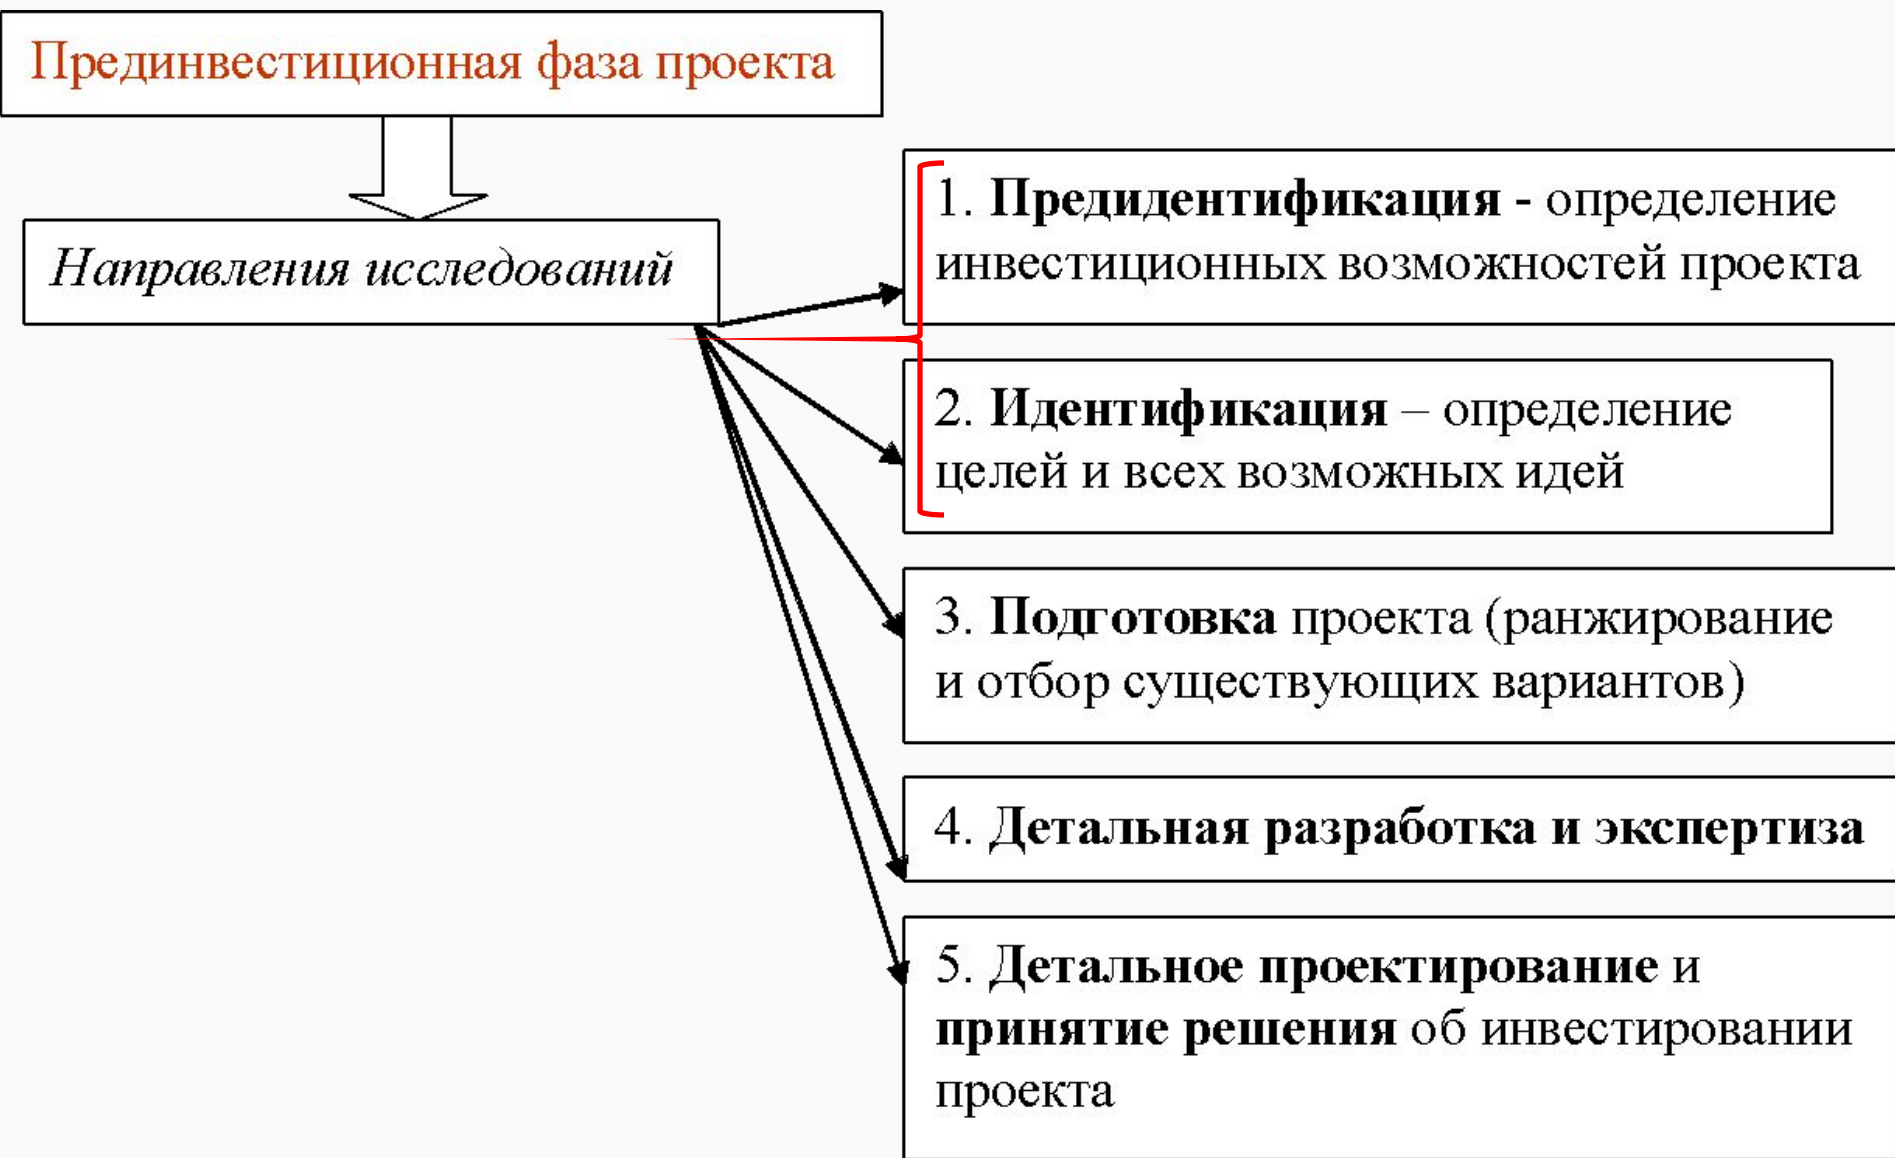 Прединвестиционная фаза проекта
Направления исследований
1. Предидентификация - определение
инвестиционных возможностей проекта
2. Идентификация – определение
целей и всех возможных идей
3. Подготовка проекта (ранжирование
и отбор существующих вариантов)
4. Детальная разработка и экспертиза
5. Детальное проектирование и
принятие решения об инвестировании
проекта